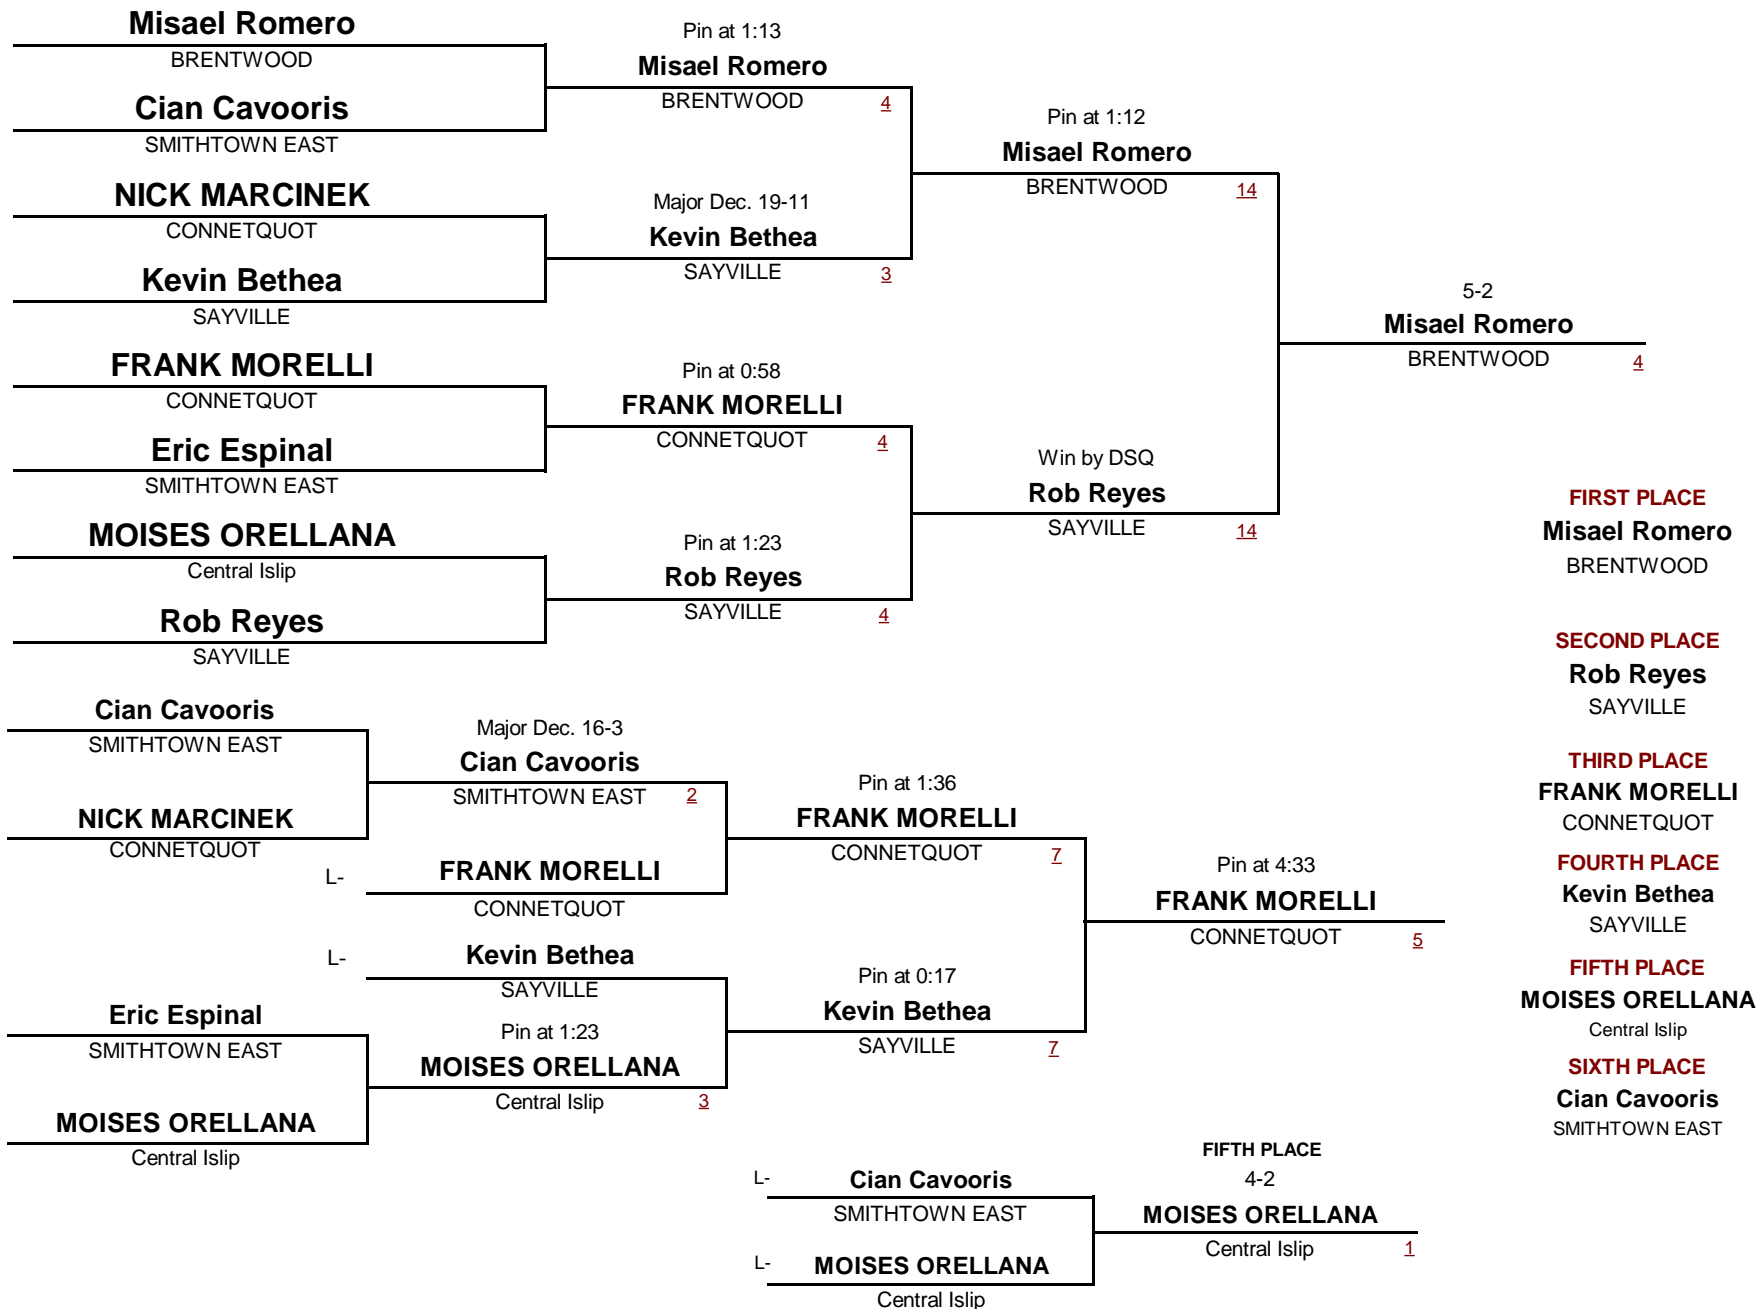 Misael Romero
BRENTWOOD
Cian Cavooris
SMITHTOWN EAST
NICK MARCINEK
CONNETQUOT
Kevin Bethea
SAYVILLE
FRANK MORELLI
CONNETQUOT
Eric Espinal
SMITHTOWN EAST
MOISES ORELLANA
Central Islip
Rob Reyes
SAYVILLE
Pin at 1:13
Misael Romero
BRENTWOOD 4
Major Dec. 19-11
Kevin Bethea
SAYVILLE 3
Pin at 0:58
FRANK MORELLI
CONNETQUOT 4
Pin at 1:23
Rob Reyes
SAYVILLE 4
Pin at 1:12
Misael Romero
BRENTWOOD 14
Win by DSQ
Rob Reyes
SAYVILLE 14
5-2
Misael Romero
BRENTWOOD 4
FIRST PLACE
Misael Romero
BRENTWOOD
SECOND PLACE
Rob Reyes
SAYVILLE
THIRD PLACE
FRANK MORELLI
CONNETQUOT
FOURTH PLACE
Kevin Bethea
SAYVILLE
FIFTH PLACE
MOISES ORELLANA
Central Islip
SIXTH PLACE
Cian Cavooris
SMITHTOWN EAST
Cian Cavooris
SMITHTOWN EAST
NICK MARCINEK
CONNETQUOT
Eric Espinal
SMITHTOWN EAST
MOISES ORELLANA
Central Islip
Major Dec. 16-3
Cian Cavooris
SMITHTOWN EAST 2
L- FRANK MORELLI
CONNETQUOT
L- Kevin Bethea
SAYVILLE
Pin at 1:23
MOISES ORELLANA
Central Islip 3
Pin at 1:36
FRANK MORELLI
CONNETQUOT 7
Pin at 0:17
Kevin Bethea
SAYVILLE 7
Pin at 4:33
FRANK MORELLI
CONNETQUOT 5
L- Cian Cavooris
SMITHTOWN EAST
L- MOISES ORELLANA
Central Islip
FIFTH PLACE
4-2
MOISES ORELLANA
Central Islip 1